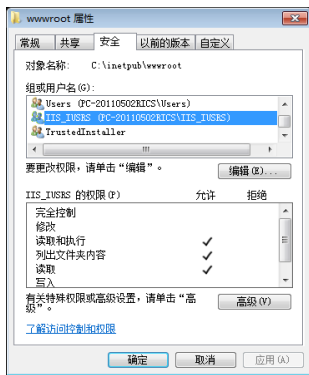 wwwroot 属性
常规 共享 安全 以前的版本 自定义
对象名称: C:\inetpub\wwwroot
组或用户名(G):
Users (PC-20110502RICS\Users)
IIS_IUSRS (PC-20110502RICS\IIS_IUSRS)
TrustedInstaller
要更改权限，请单击“编辑”。 编辑(E)...
IIS_IUSRS 的权限(P) 允许 拒绝
完全控制
修改
读取和执行
列出文件夹内容
读取
写入
有关特殊权限或高级设置，请单击“高
级”。 高级(V)
了解访问控制和权限
确定 取消 应用(A)